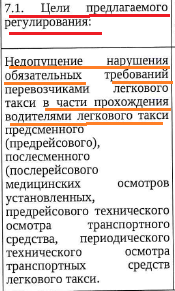 7.1. Цели предлагаемого
регулирования:
Недопущение нарушения
обязательных требований
перевозчиками легкового
такси в части прохождения
водителями легкового такси
предсменного
(предрейсового),
послесменного
(послерейсового
медицинских осмотров
установленных,
предрейсового технического
осмотра транспортного
средства, периодического
технического осмотра
транспортных средств
легкового такси.